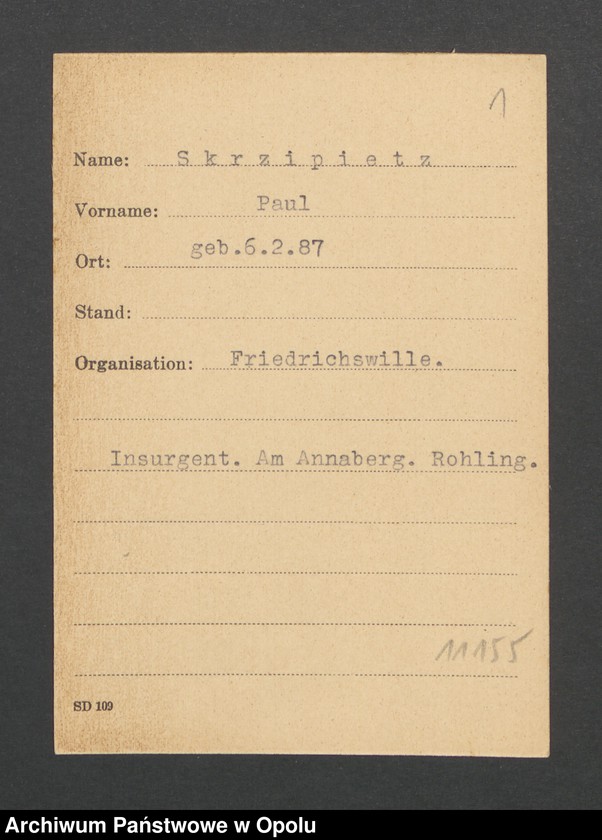 1
Name: S k r z i p i e t z
Vorname: Paul
geb.6.2.87
Ort:
Stand:
Organisation: Friedrichswille.
Insurgent. Am Annaberg. Rohling.
11155
SD 109
Archiwum Państwowe w Opolu